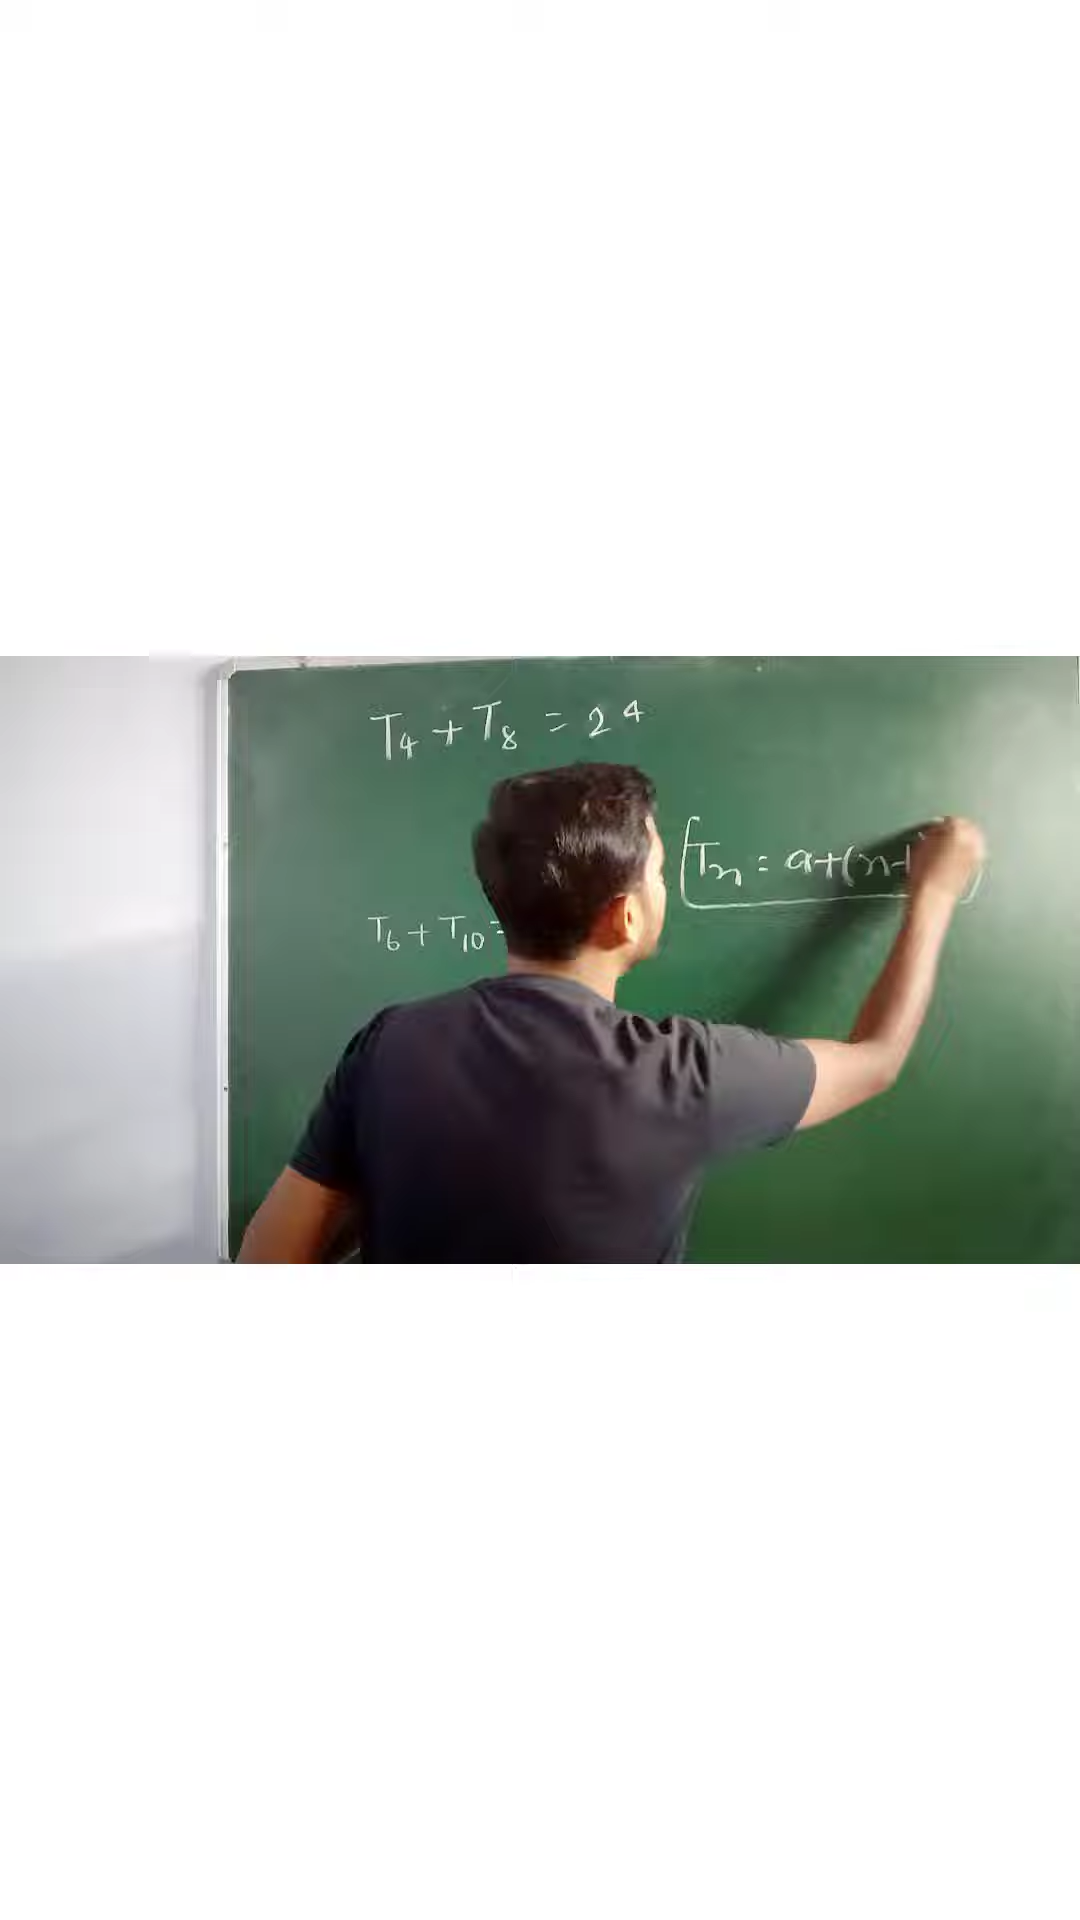 T4 + T8 = 24
Tn = a+(n-
T6 + T10 =